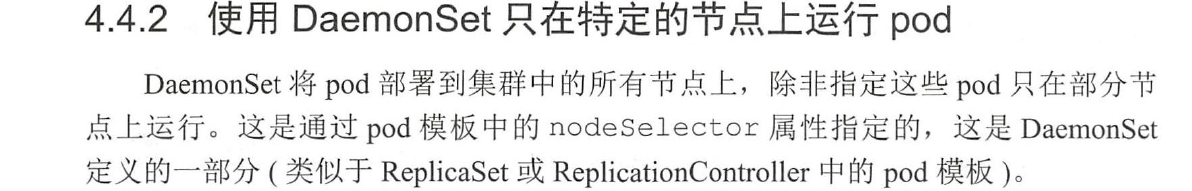 4.4.2 使用 DaemonSet 只在特定的节点上运行 pod
DaemonSet 将 pod 部署到集群中的所有节点上，除非指定这些 pod 只在部分节
点上运行。这是通过 pod 模板中的 nodeSelector 属性指定的，这是 DaemonSet
定义的一部分 ( 类似于 ReplicaSet 或 ReplicationController 中的 pod 模板 )。